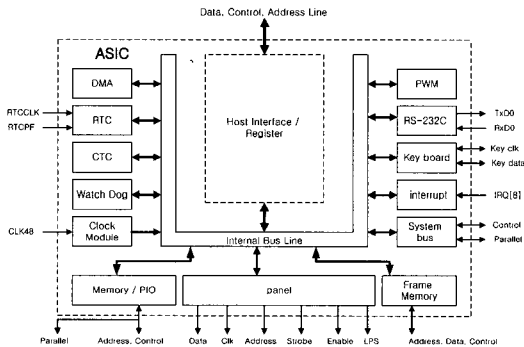 Data, Control, Address Line
ASIC
DMA
PWM
Host Interface /
Register
RTCCLK
RTCPF
RTC
RS-232C
TxD0
RxD0
CTC
Key board
Key clk
Key data
Watch Dog
interrupt
IRQ[8]
CLK48
Clock
Module
System
bus
Control
Parallel
Internal Bus Line
Memory / PIO
panel
Frame
Memory
Parallel
Address, Control
Data
Clk
Address
Strobe
Enable
LPS
Address, Data, Control